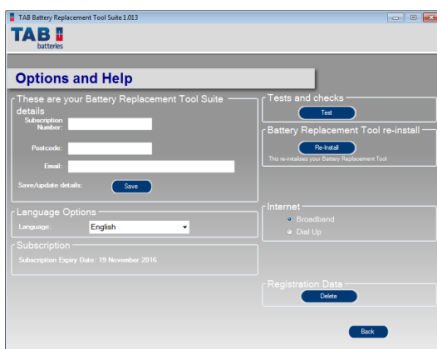 TAB Battery Replacement Tool Suite 1.013
TAB
batteries
Options and Help
These are your Battery Replacement Tool Suite
details
Subscription
Number:
Postcode:
Email:
Save/update details:
Save
Language Options
Language:
English
Subscription
Subscription Expiry Date: 19 November 2016
Tests and checks
Test
Battery Replacement Tool re-install
Re-Install
This re-initialises your Battery Replacement Tool
Internet
Broadband
Dial Up
Registration Data
Delete
Back